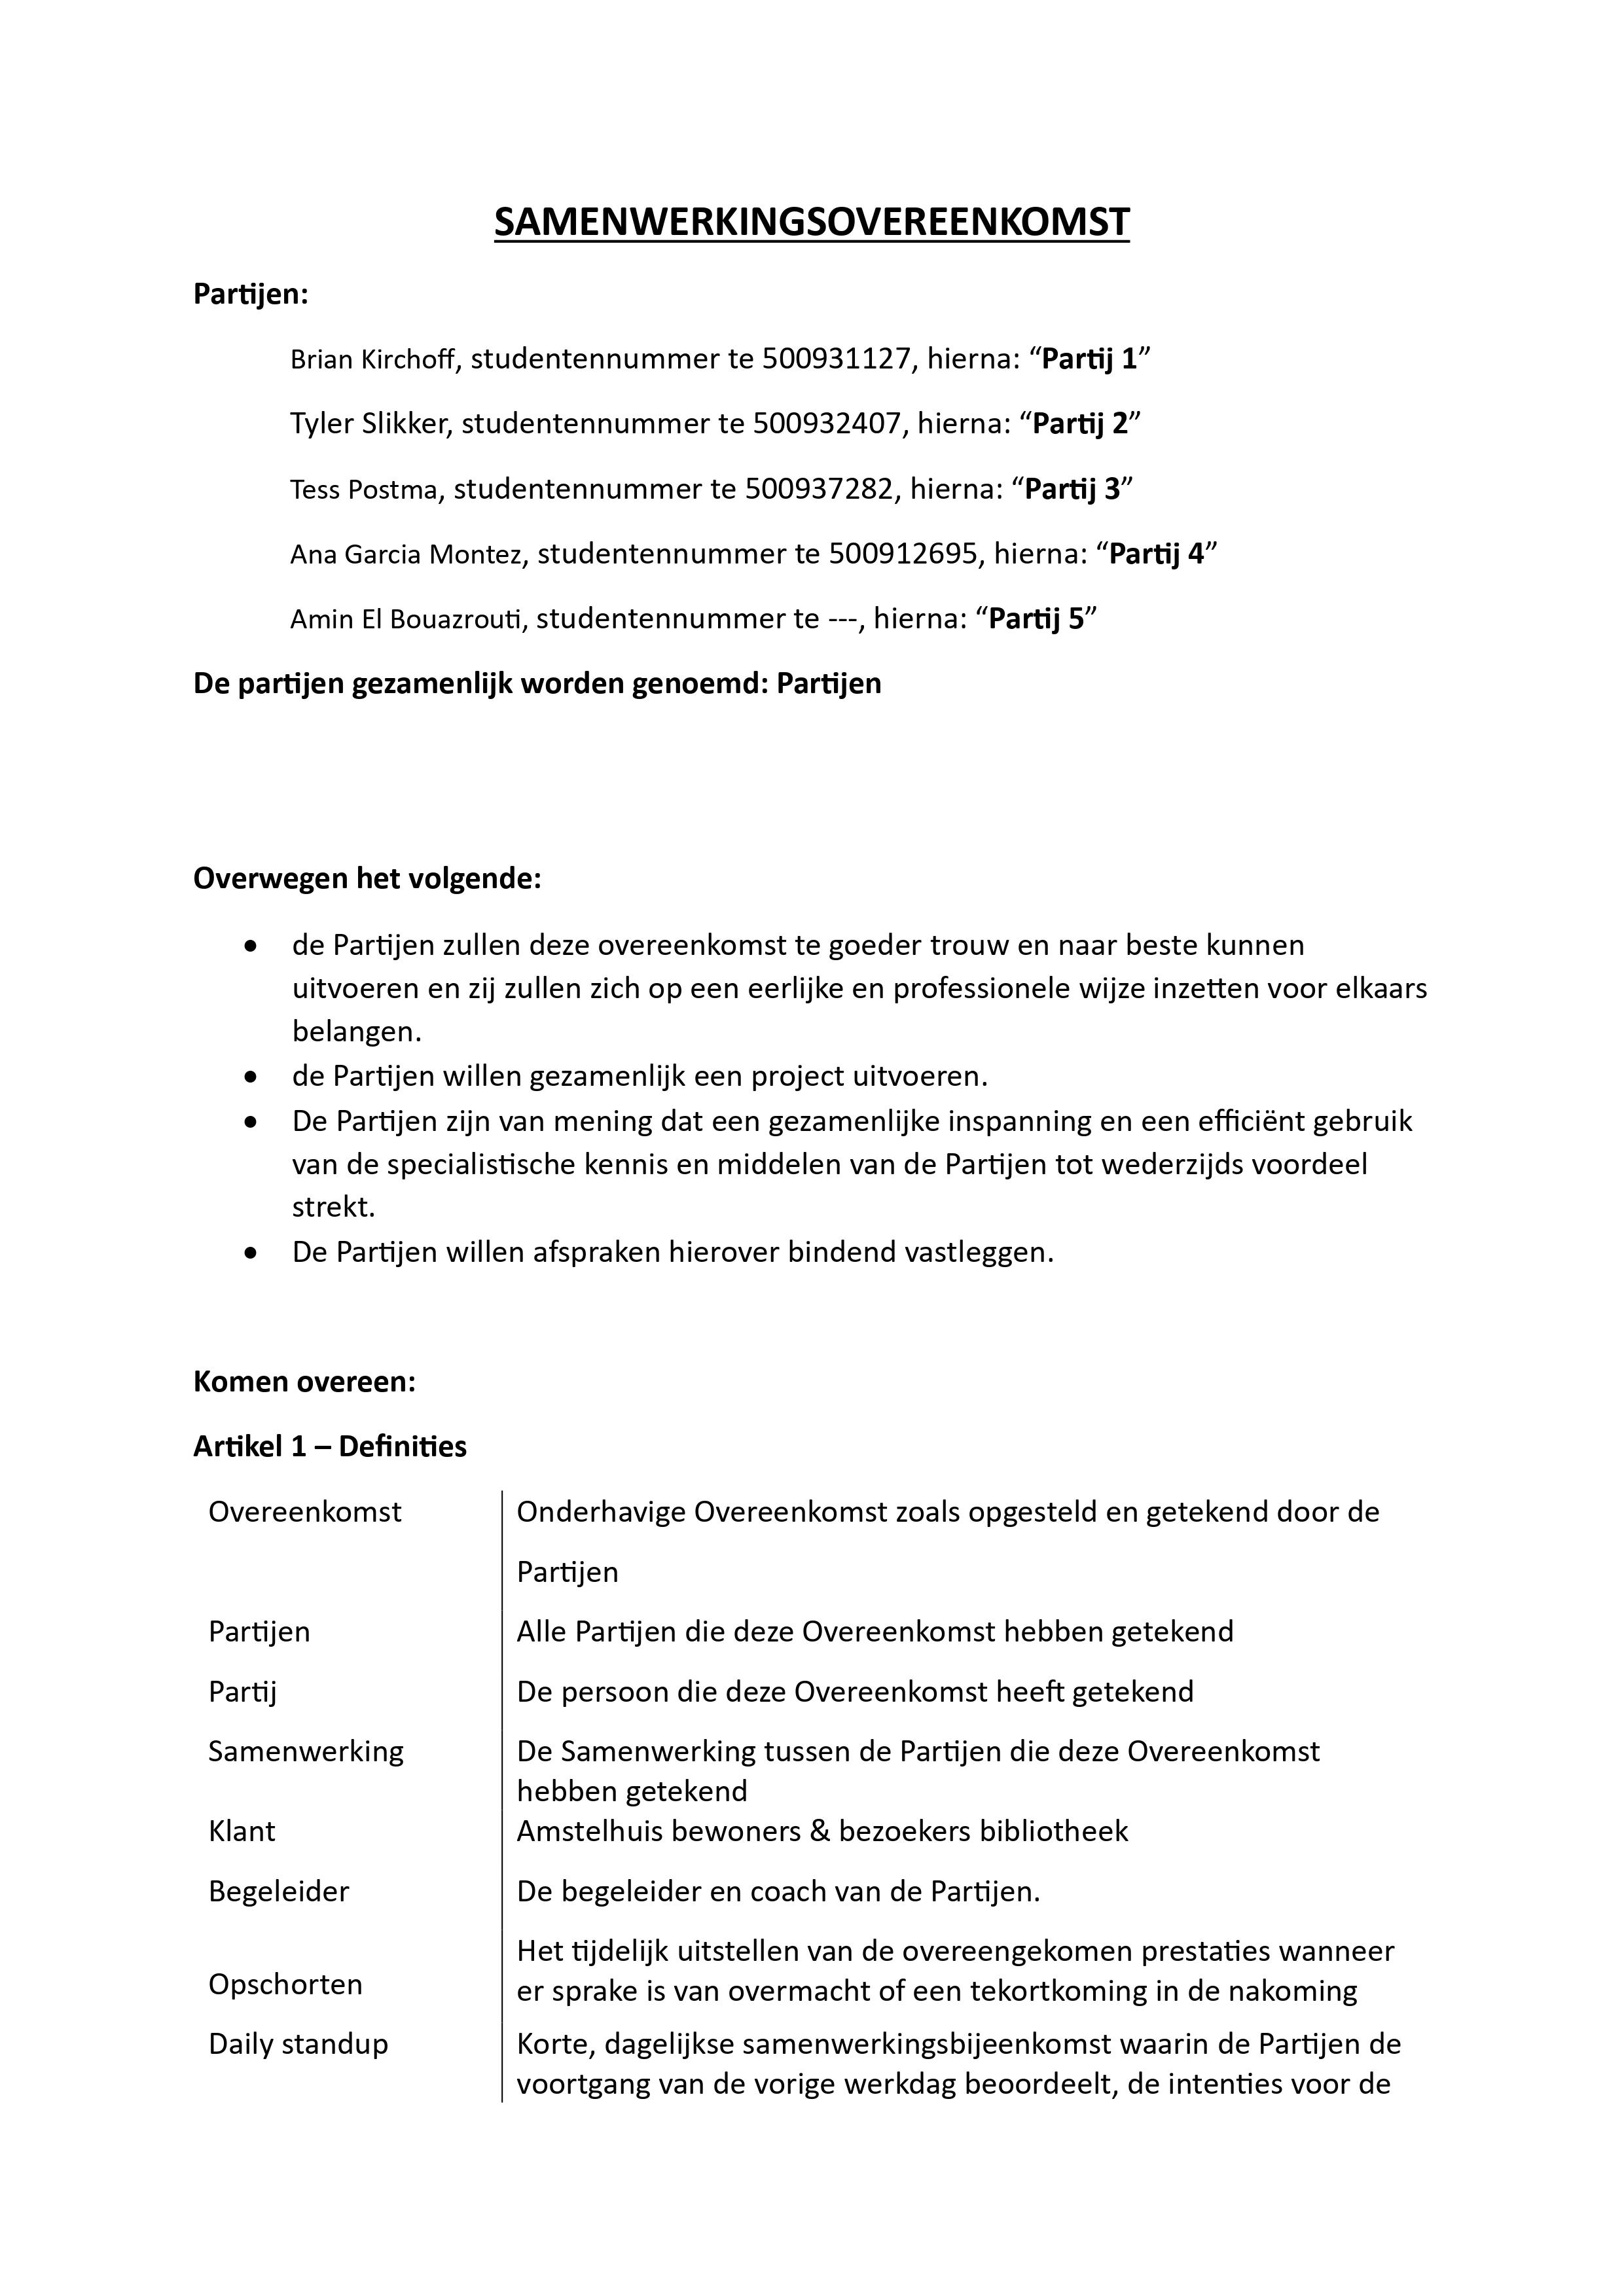 SAMENWERKINGSOVEREENKOMST
Partijen:
Brian Kirchoff, studentennummer te 500931127, hierna: “Partij 1”
Tyler Slikker, studentennummer te 500932407, hierna: “Partij 2”
Tess Postma, studentennummer te 500937282, hierna: “Partij 3”
Ana Garcia Montez, studentennummer te 500912695, hierna: “Partij 4”
Amin El Bouazrouti, studentennummer te ---, hierna: “Partij 5”
De partijen gezamenlijk worden genoemd: Partijen
Overwegen het volgende:
• de Partijen zullen deze overeenkomst te goeder trouw en naar beste kunnen
uitvoeren en zij zullen zich op een eerlijke en professionele wijze inzetten voor elkaars
belangen.
• de Partijen willen gezamenlijk een project uitvoeren.
• De Partijen zijn van mening dat een gezamenlijke inspanning en een efficiënt gebruik
van de specialistische kennis en middelen van de Partijen tot wederzijds voordeel
strekt.
• De Partijen willen afspraken hierover bindend vastleggen.
Komen overeen:
Artikel 1 – Definities
Overeenkomst Onderhavige Overeenkomst zoals opgesteld en getekend door de
Partijen
Partijen Alle Partijen die deze Overeenkomst hebben getekend
Partij De persoon die deze Overeenkomst heeft getekend
Samenwerking De Samenwerking tussen de Partijen die deze Overeenkomst
hebben getekend
Klant Amstelhuis bewoners & bezoekers bibliotheek
Begeleider De begeleider en coach van de Partijen.
Opschorten Het tijdelijk uitstellen van de overeengekomen prestaties wanneer
er sprake is van overmacht of een tekortkoming in de nakoming
Daily standup Korte, dagelijkse samenwerkingsbijeenkomst waarin de Partijen de
voortgang van de vorige werkdag beoordeelt, de intenties voor de